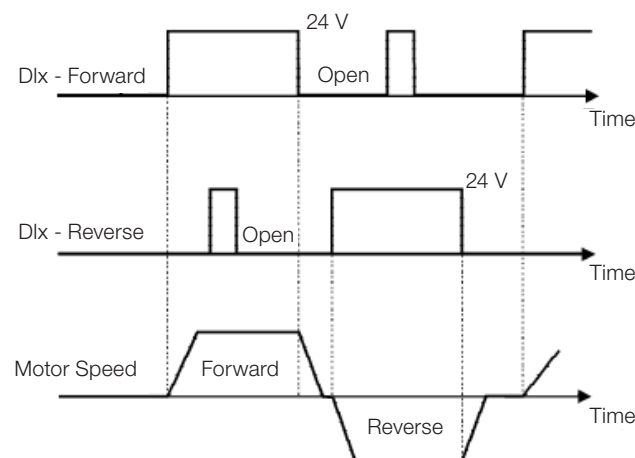 24 V
DIx - Forward
Open
Time
24 V
DIx - Reverse
Open
Time
Motor Speed
Forward
Time
Reverse